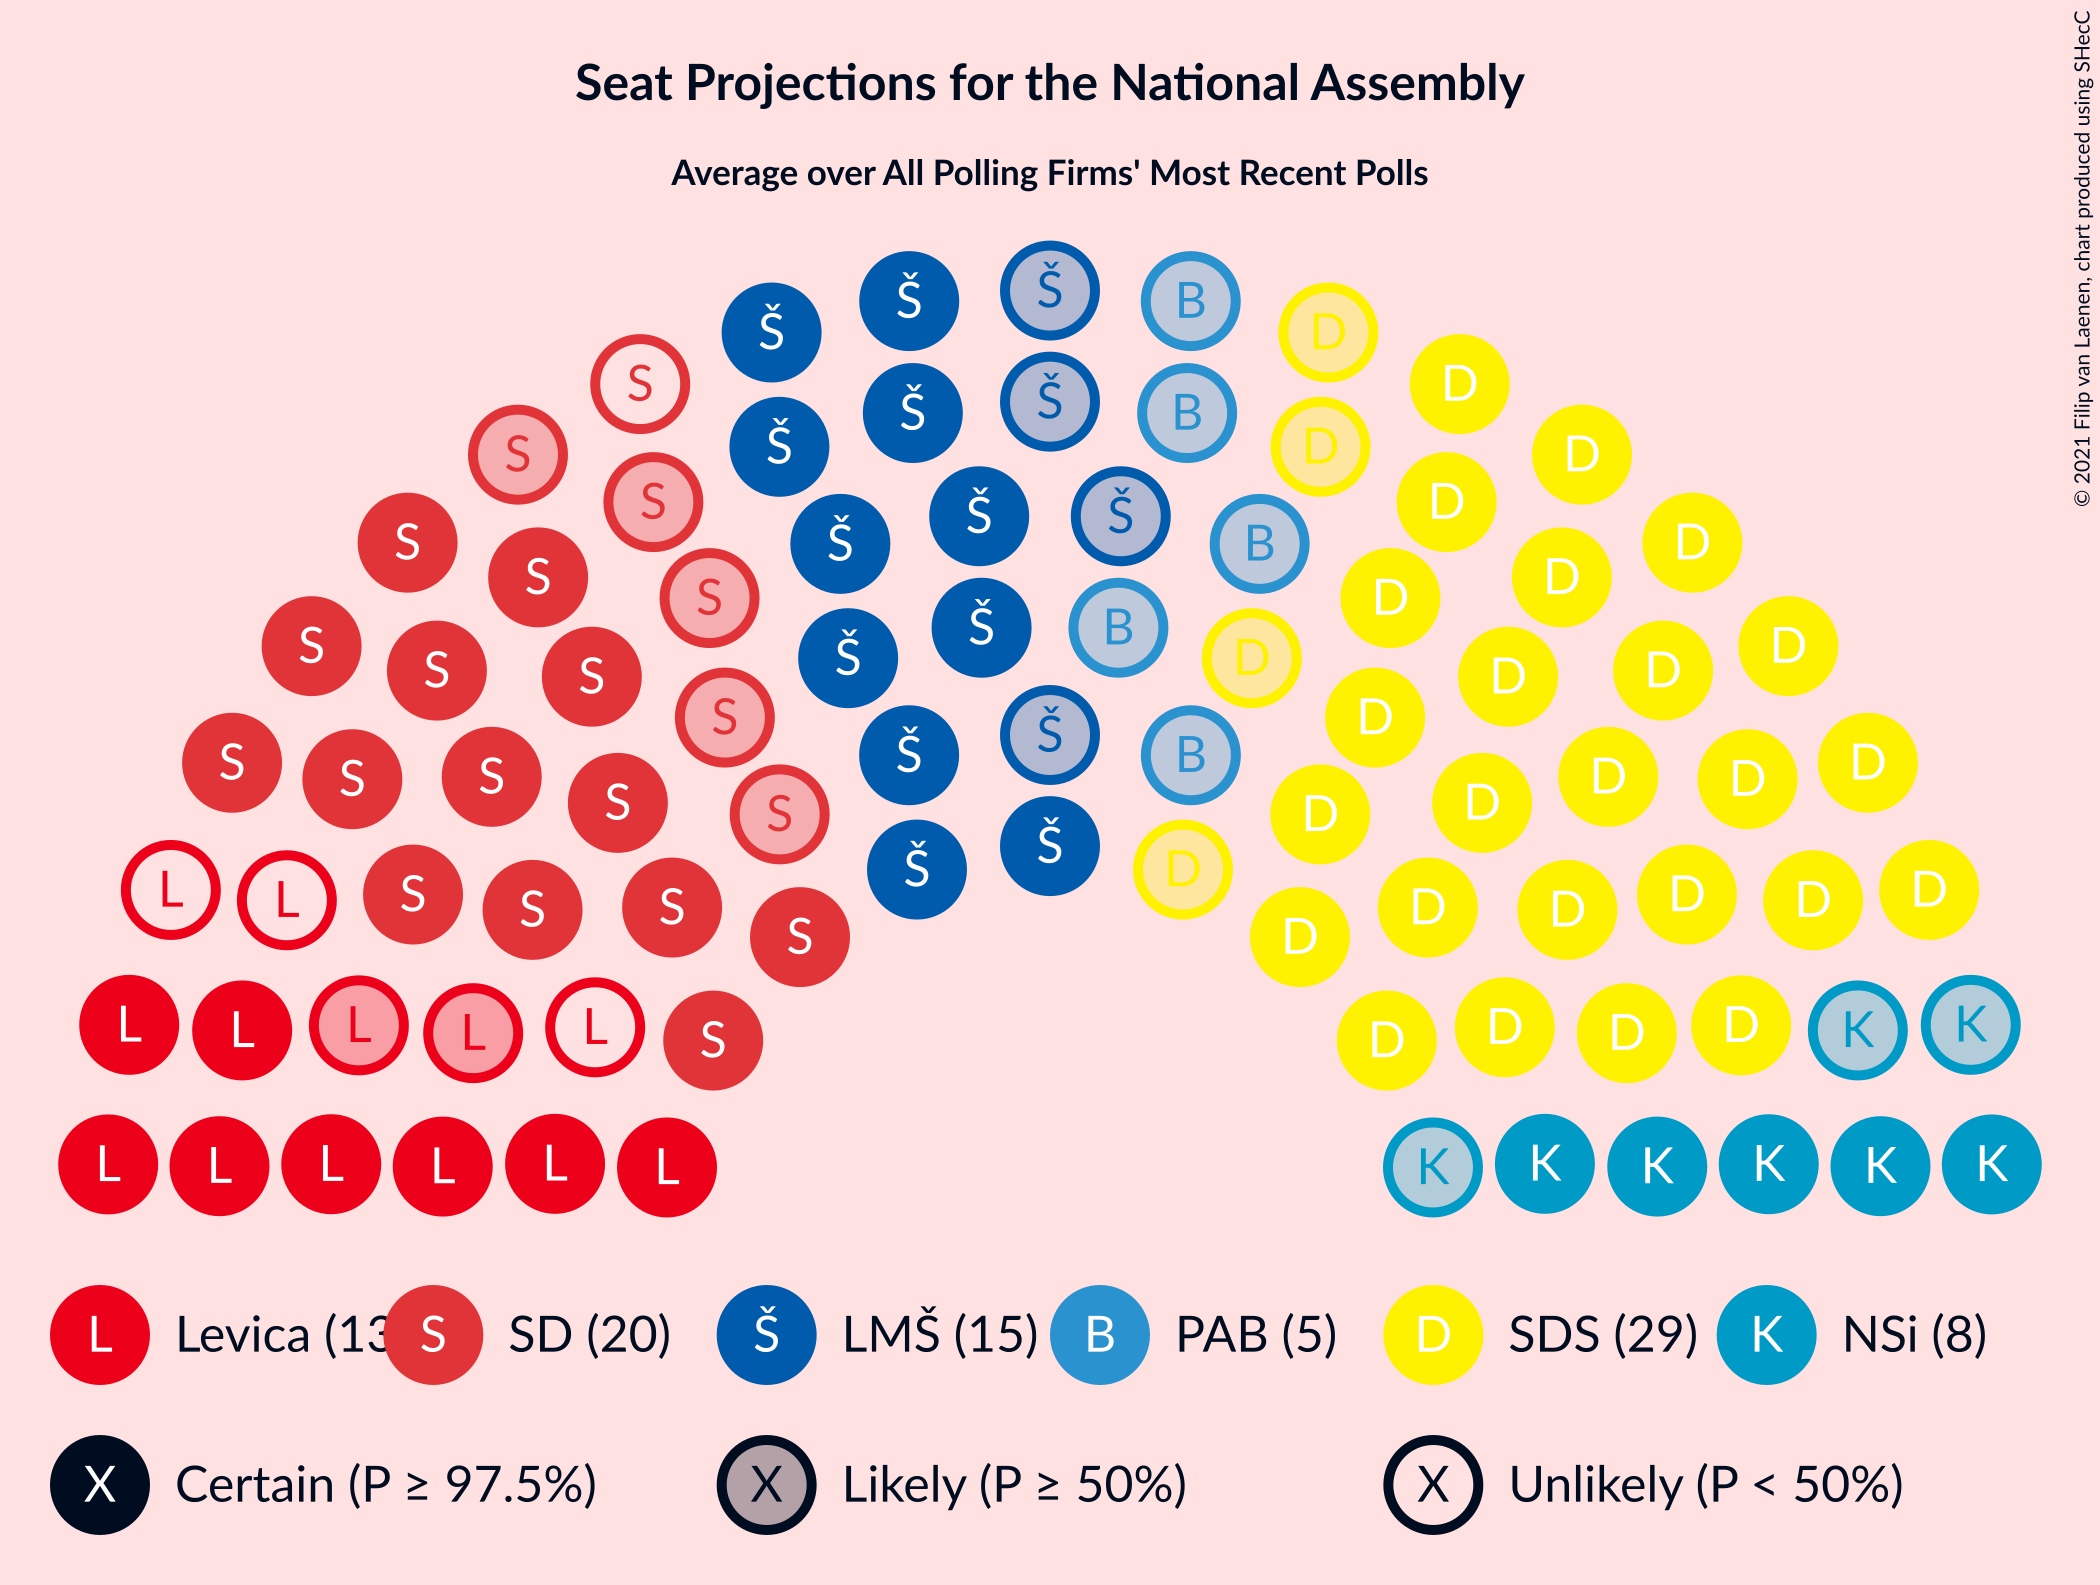 Seat Projections for the National Assembly
Average over All Polling Firms' Most Recent Polls
© 2021 Filip van Laenen, chart produced using SHecC
Š Š Š B D
S Š Š Š B D D
S S Š Š B D D
S S Š Š D D D
S S Š B D D D
S S S Š Š B D D D
S S S S Š D D D
S S S S Š D D D D
L L S S S S Š D D D D D D
L L L L L S D D D D K K
L L L L L L K K K K K K
L Levica (13 S SD (20) Š LMŠ (15) B PAB (5) D SDS (29) K NSi (8)
X Certain (P ≥ 97.5%) X Likely (P ≥ 50%) X Unlikely (P < 50%)